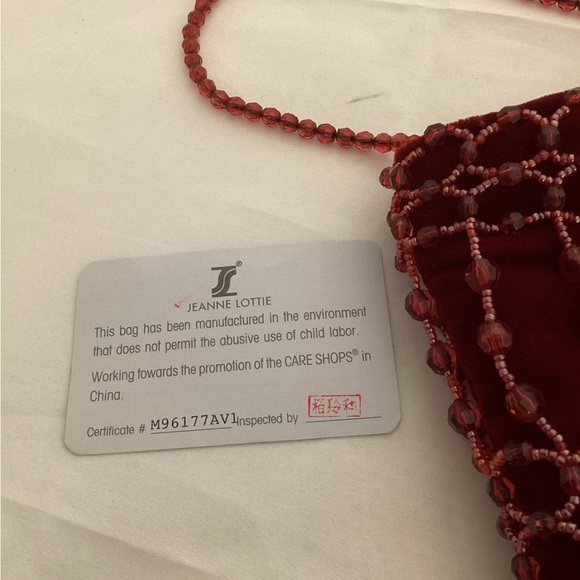 ®
JEANNE LOTTIE
This bag has been manufactured in the environment
that does not permit the abusive use of child labor.
Working towards the promotion of the CARE SHOPS® in
China.
Certificate # M96177AV1 Inspected by